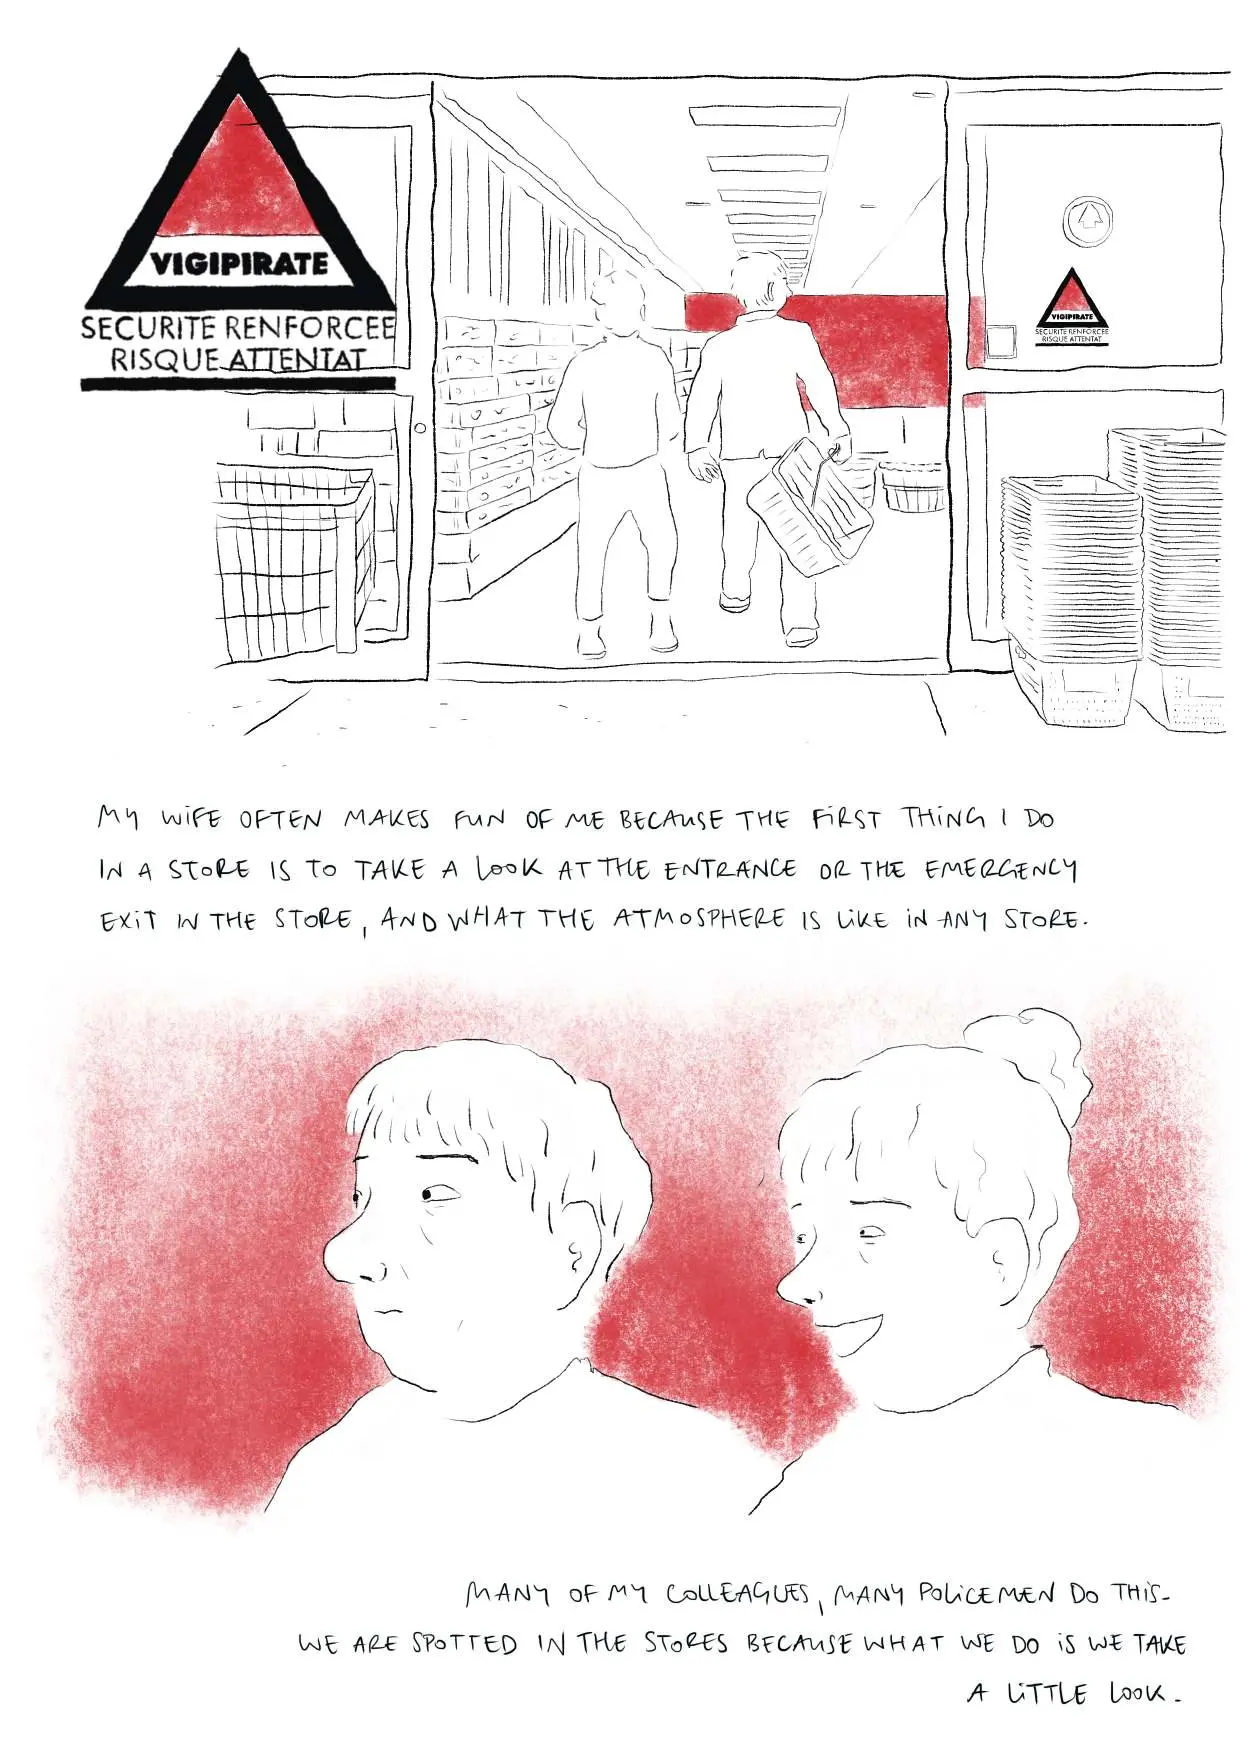 VIGIPIRATE
SECURITE RENFORCEE
RISQUE ATTENTAT
VIGIPIRATE
SECURITE RENFORCEE
RISQUE ATTENTAT
MY WIFE OFTEN MAKES FUN OF ME BECAUSE THE FIRST THING I DO
IN A STORE IS TO TAKE A LOOK AT THE ENTRANCE OR THE EMERGENCY
EXIT IN THE STORE, AND WHAT THE ATMOSPHERE IS LIKE IN ANY STORE.
MANY OF MY COLLEAGUES, MANY POLICEMEN DO THIS.
WE ARE SPOTTED IN THE STORES BECAUSE WHAT WE DO IS WE TAKE
A LITTLE LOOK.